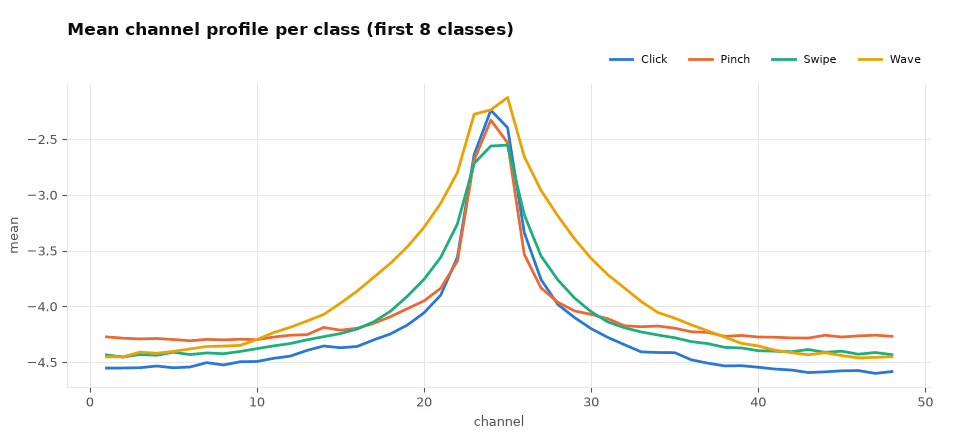 Mean channel profile per class (first 8 classes)
Click Pinch Swipe Wave
−2.5
−3.0
−3.5
−4.0
−4.5
mean
0 10 20 30 40 50
channel